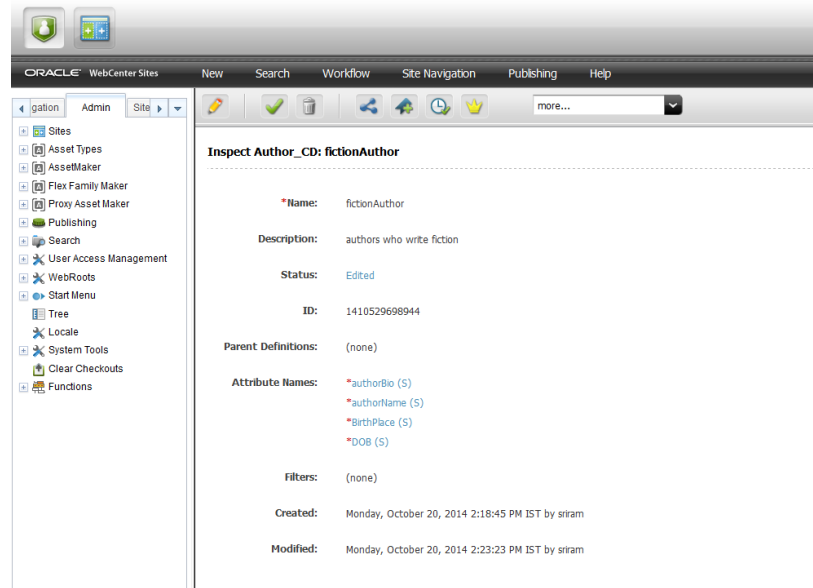 ORACLE WebCenter Sites
New Search Workflow Site Navigation Publishing Help
gation Admin Site
more...
Sites
Asset Types
AssetMaker
Flex Family Maker
Proxy Asset Maker
Publishing
Search
User Access Management
WebRoots
Start Menu
Tree
Locale
System Tools
Clear Checkouts
Functions
Inspect Author_CD: fictionAuthor
*Name: fictionAuthor
Description: authors who write fiction
Status: Edited
ID: 1410529698944
Parent Definitions: (none)
Attribute Names: *authorBio (S)
*authorName (S)
*BirthPlace (S)
*DOB (S)
Filters: (none)
Created: Monday, October 20, 2014 2:18:45 PM IST by sriram
Modified: Monday, October 20, 2014 2:23:23 PM IST by sriram